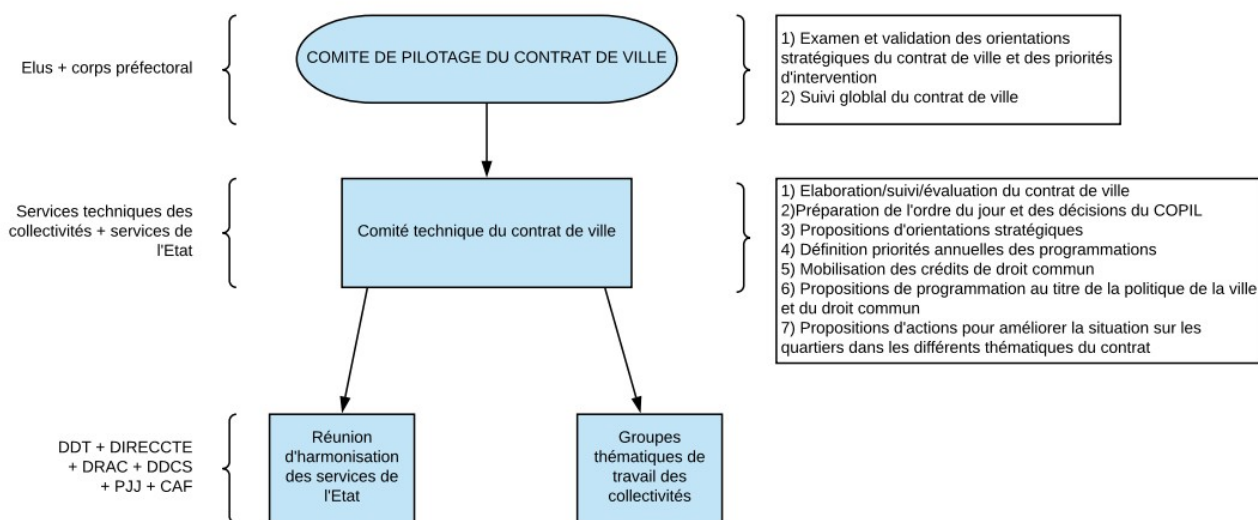 Elus + corps préfectoral
COMITE DE PILOTAGE DU CONTRAT DE VILLE
1) Examen et validation des orientations
stratégiques du contrat de ville et des priorités
d'intervention
2) Suivi globlal du contrat de ville
Services techniques des
collectivités + services de
l'Etat
Comité technique du contrat de ville
1) Elaboration/suivi/évaluation du contrat de ville
2)Préparation de l'ordre du jour et des décisions du COPIL
3) Propositions d'orientations stratégiques
4) Définition priorités annuelles des programmations
5) Mobilisation des crédits de droit commun
6) Propositions de programmation au titre de la politique de la ville
et du droit commun
7) Propositions d'actions pour améliorer la situation sur les
quartiers dans les différents thématiques du contrat
DDT + DIRECCTE
+ DRAC + DDCS
+ PJJ + CAF
Réunion
d'harmonisation
des services de
l'Etat
Groupes
thématiques de
travail des
collectivités